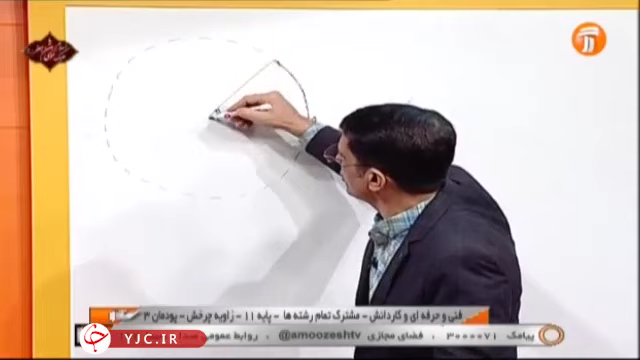 فنی و حرفه ای و کاردانش - مشترک تمام رشته ها - پایه ۱۱ - زاویه چرخش - پودمان ۳
پیامک ۳۰۰۰۰۷۱ فضای مجازی @amoozeshtv روابط عمومی
YJC.IR